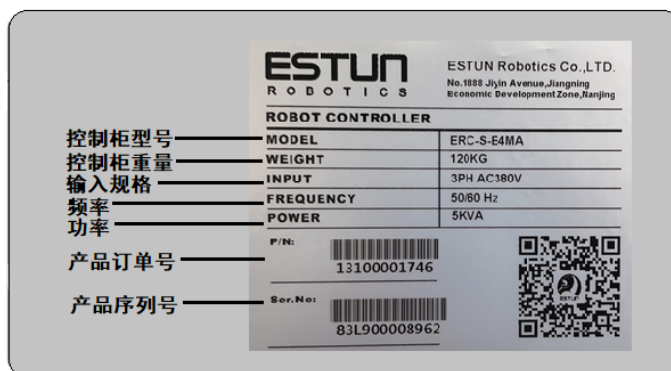 ESTUN
ROBOTICS
ESTUN Robotics Co.,LTD.
No.1888 Jiyin Avenue,Jiangning
Economic Development Zone,Nanjing
ROBOT CONTROLLER
控制柜型号 MODEL ERC-S-E4MA
控制柜重量 WEIGHT 120KG
输入规格 INPUT 3PH AC380V
频率 FREQUENCY 50/60 Hz
功率 POWER 5KVA
产品订单号 P/N: 13100001746
产品序列号 Ser.No: 83L900008962
ESTUN